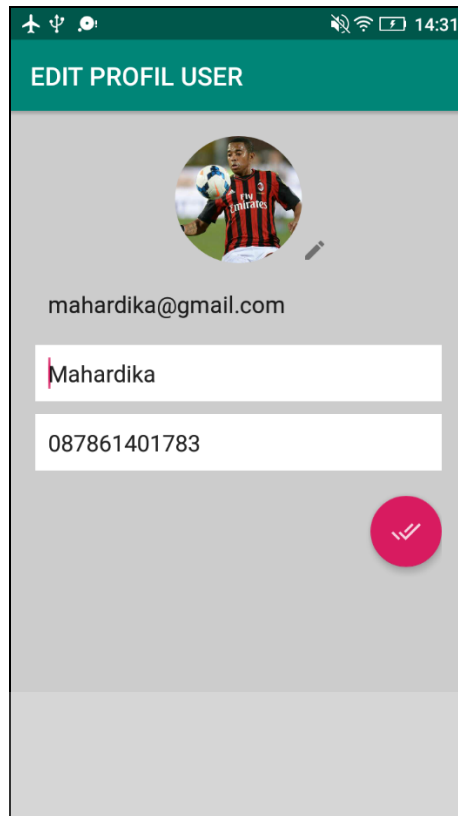 14:31
EDIT PROFIL USER
Fly
Emirates
mahardika@gmail.com
Mahardika
087861401783